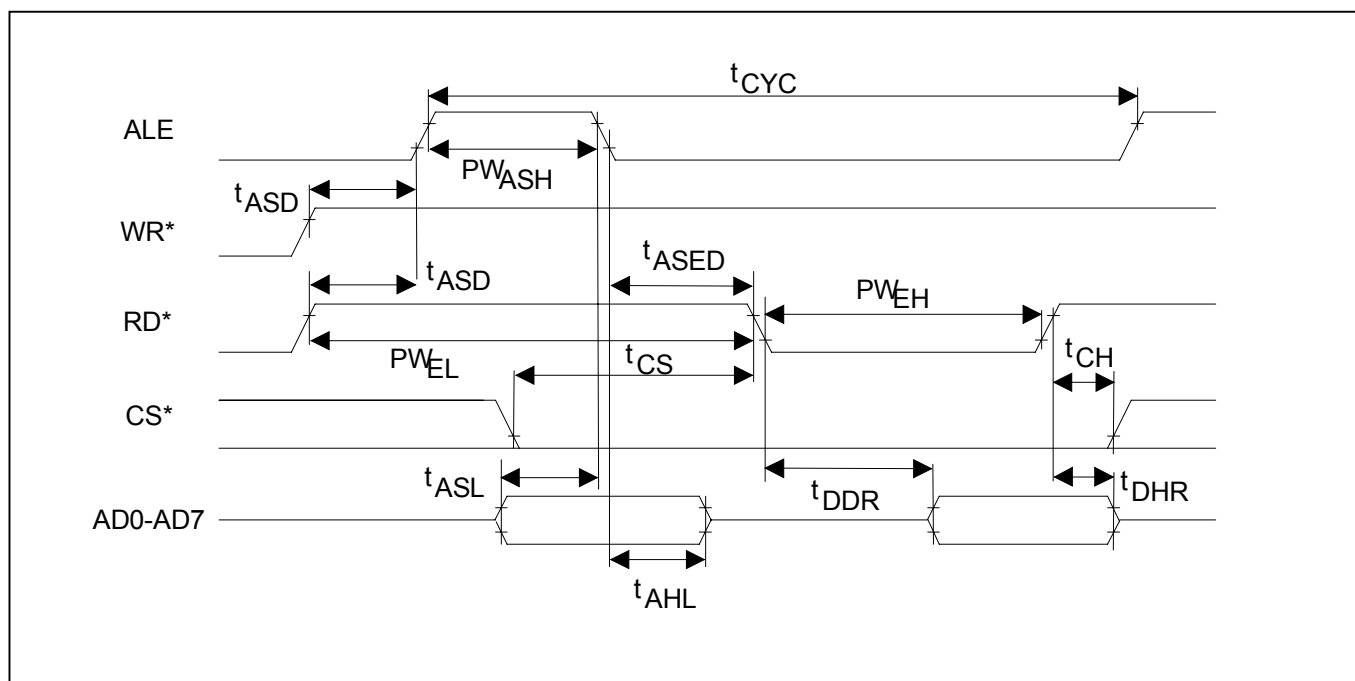 tCYC
ALE
PWASH
tASD
WR*
tASED
tASD
PWEH
RD*
PWEL
tCS
tCH
CS*
tASL
tDDR
tDHR
AD0-AD7
tAHL